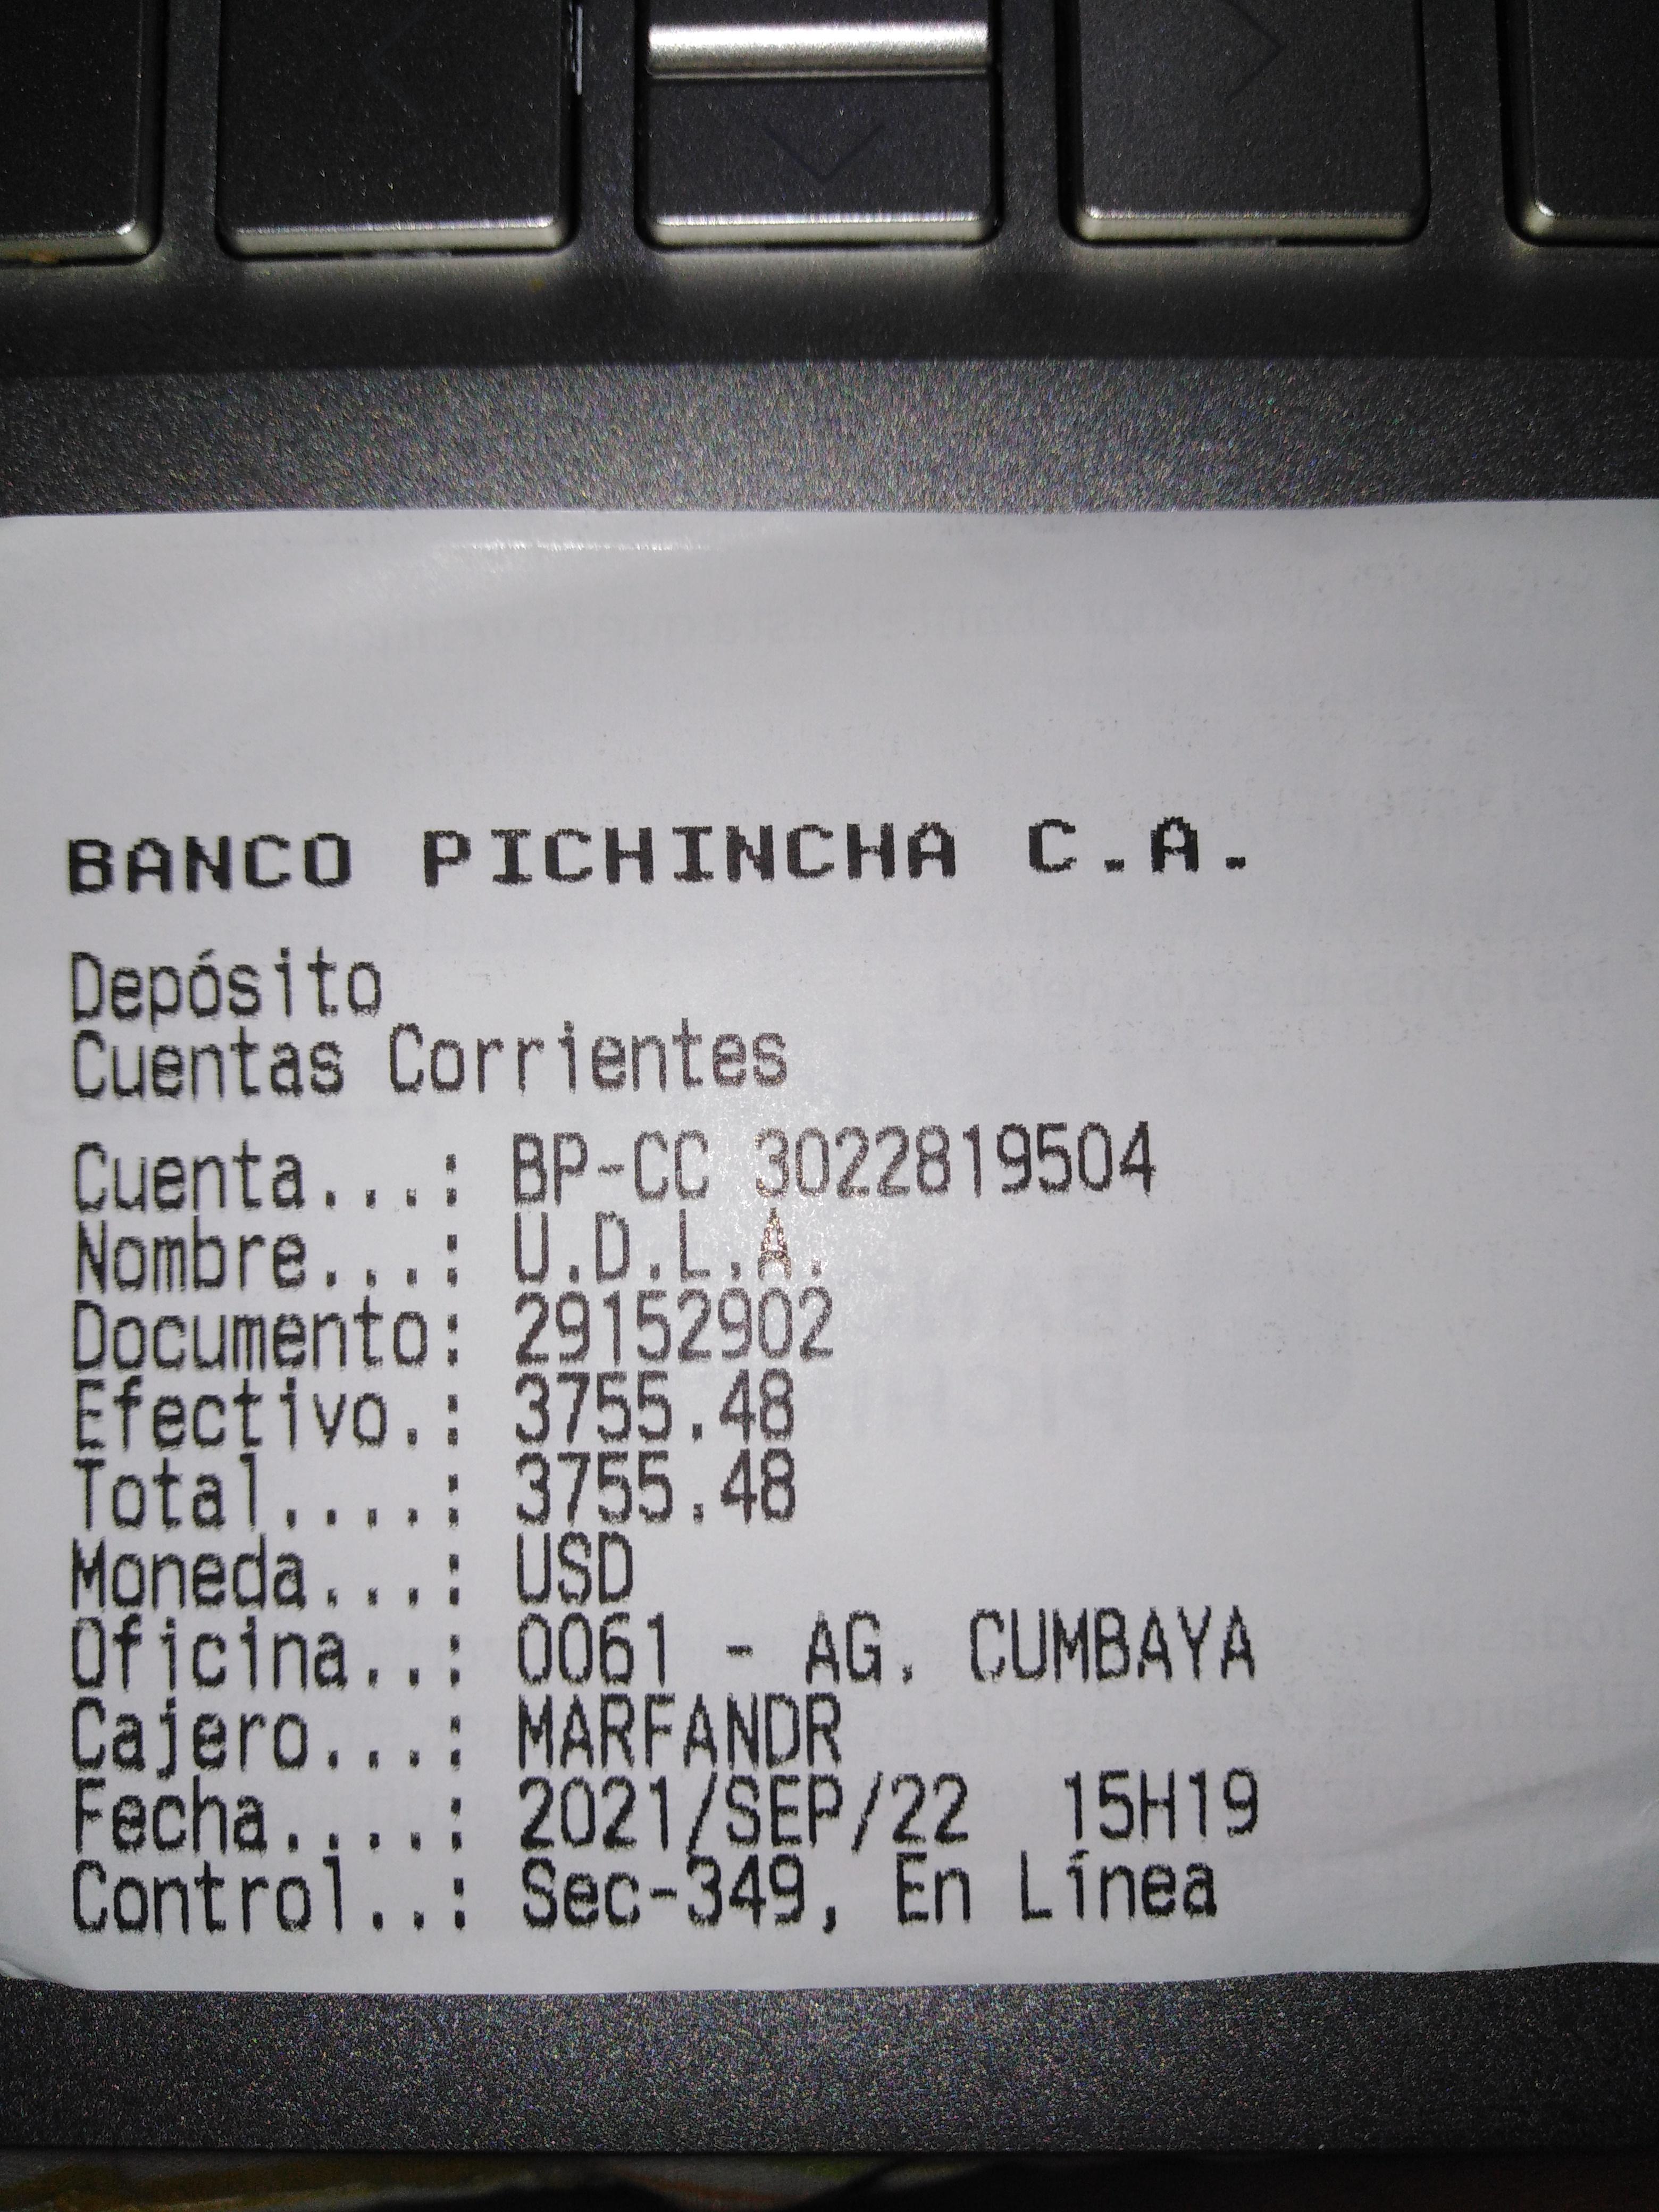 BANCO PICHINCHA C.A.
Depósito
Cuentas Corrientes
Cuenta...: BP-CC 3022819504
Nombre...: U.D.L.A.
Documento: 29152902
Efectivo.: 3755.48
Total....: 3755.48
Moneda...: USD
Oficina..: 0061 - AG. CUMBAYA
Cajero...: MARFANDR
Fecha....: 2021/SEP/22 15H19
Control..: Sec-349, En Línea